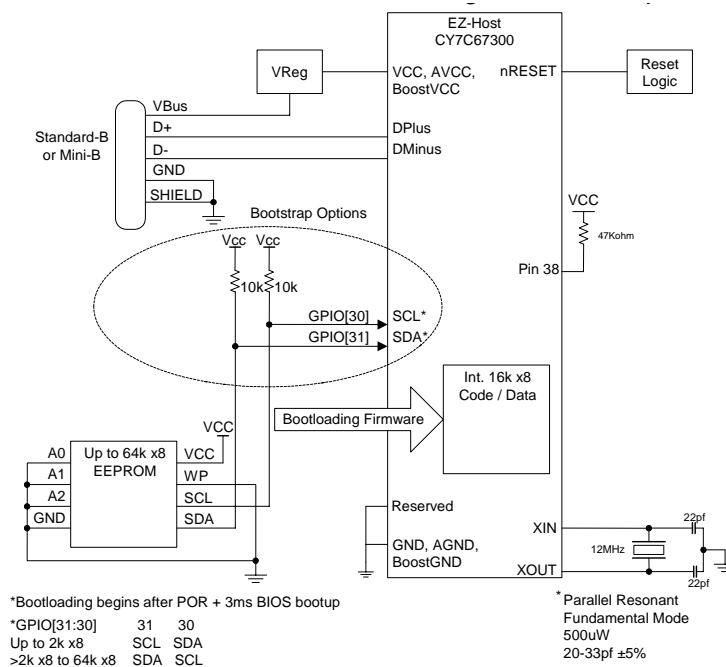 EZ-Host
CY7C67300
VReg
VCC, AVCC,
BoostVCC
nRESET
Reset
Logic
VBus
Standard-B
or Mini-B
D+
DPlus
D-
DMinus
GND
SHIELD
Bootstrap Options
VCC
47Kohm
Vcc Vcc
10k 10k
Pin 38
GPIO[30] SCL*
GPIO[31] SDA*
Int. 16k x8
Code / Data
Bootloading Firmware
VCC
A0
A1
A2
GND
Up to 64k x8
EEPROM
VCC
WP
SCL
SDA
Reserved
GND, AGND,
BoostGND
XIN
XOUT
22pf
12MHz
22pf
*Bootloading begins after POR + 3ms BIOS bootup
*GPIO[31:30] 31 30
Up to 2k x8 SCL SDA
>2k x8 to 64k x8 SDA SCL
* Parallel Resonant
Fundamental Mode
500uW
20-33pf ±5%